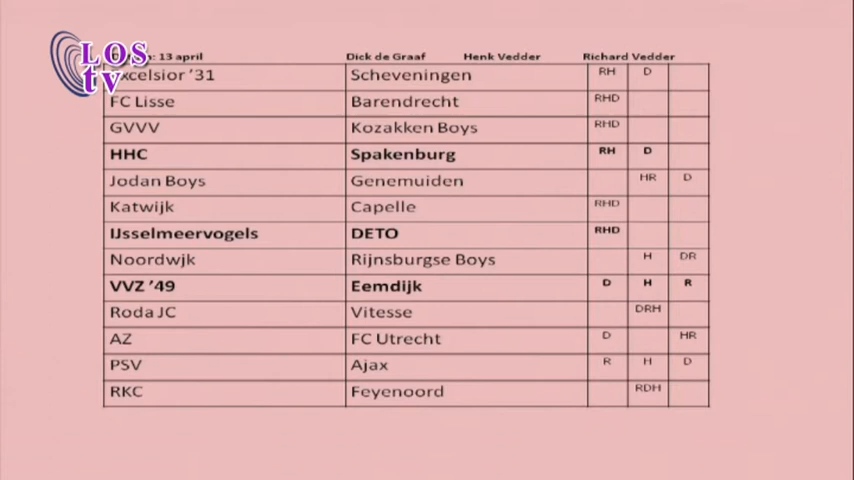 LOS
tv
: 13 april Dick de Graaf Henk Vedder Richard Vedder
xcelsior ’31 Scheveningen RH D
FC Lisse Barendrecht RHD
GVVV Kozakken Boys RHD
HHC Spakenburg RH D
Jodan Boys Genemuiden HR D
Katwijk Capelle RHD
IJsselmeervogels DETO RHD
Noordwjk Rijnsburgse Boys H DR
VVZ ’49 Eemdijk D H R
Roda JC Vitesse DRH
AZ FC Utrecht D HR
PSV Ajax R H D
RKC Feyenoord RDH